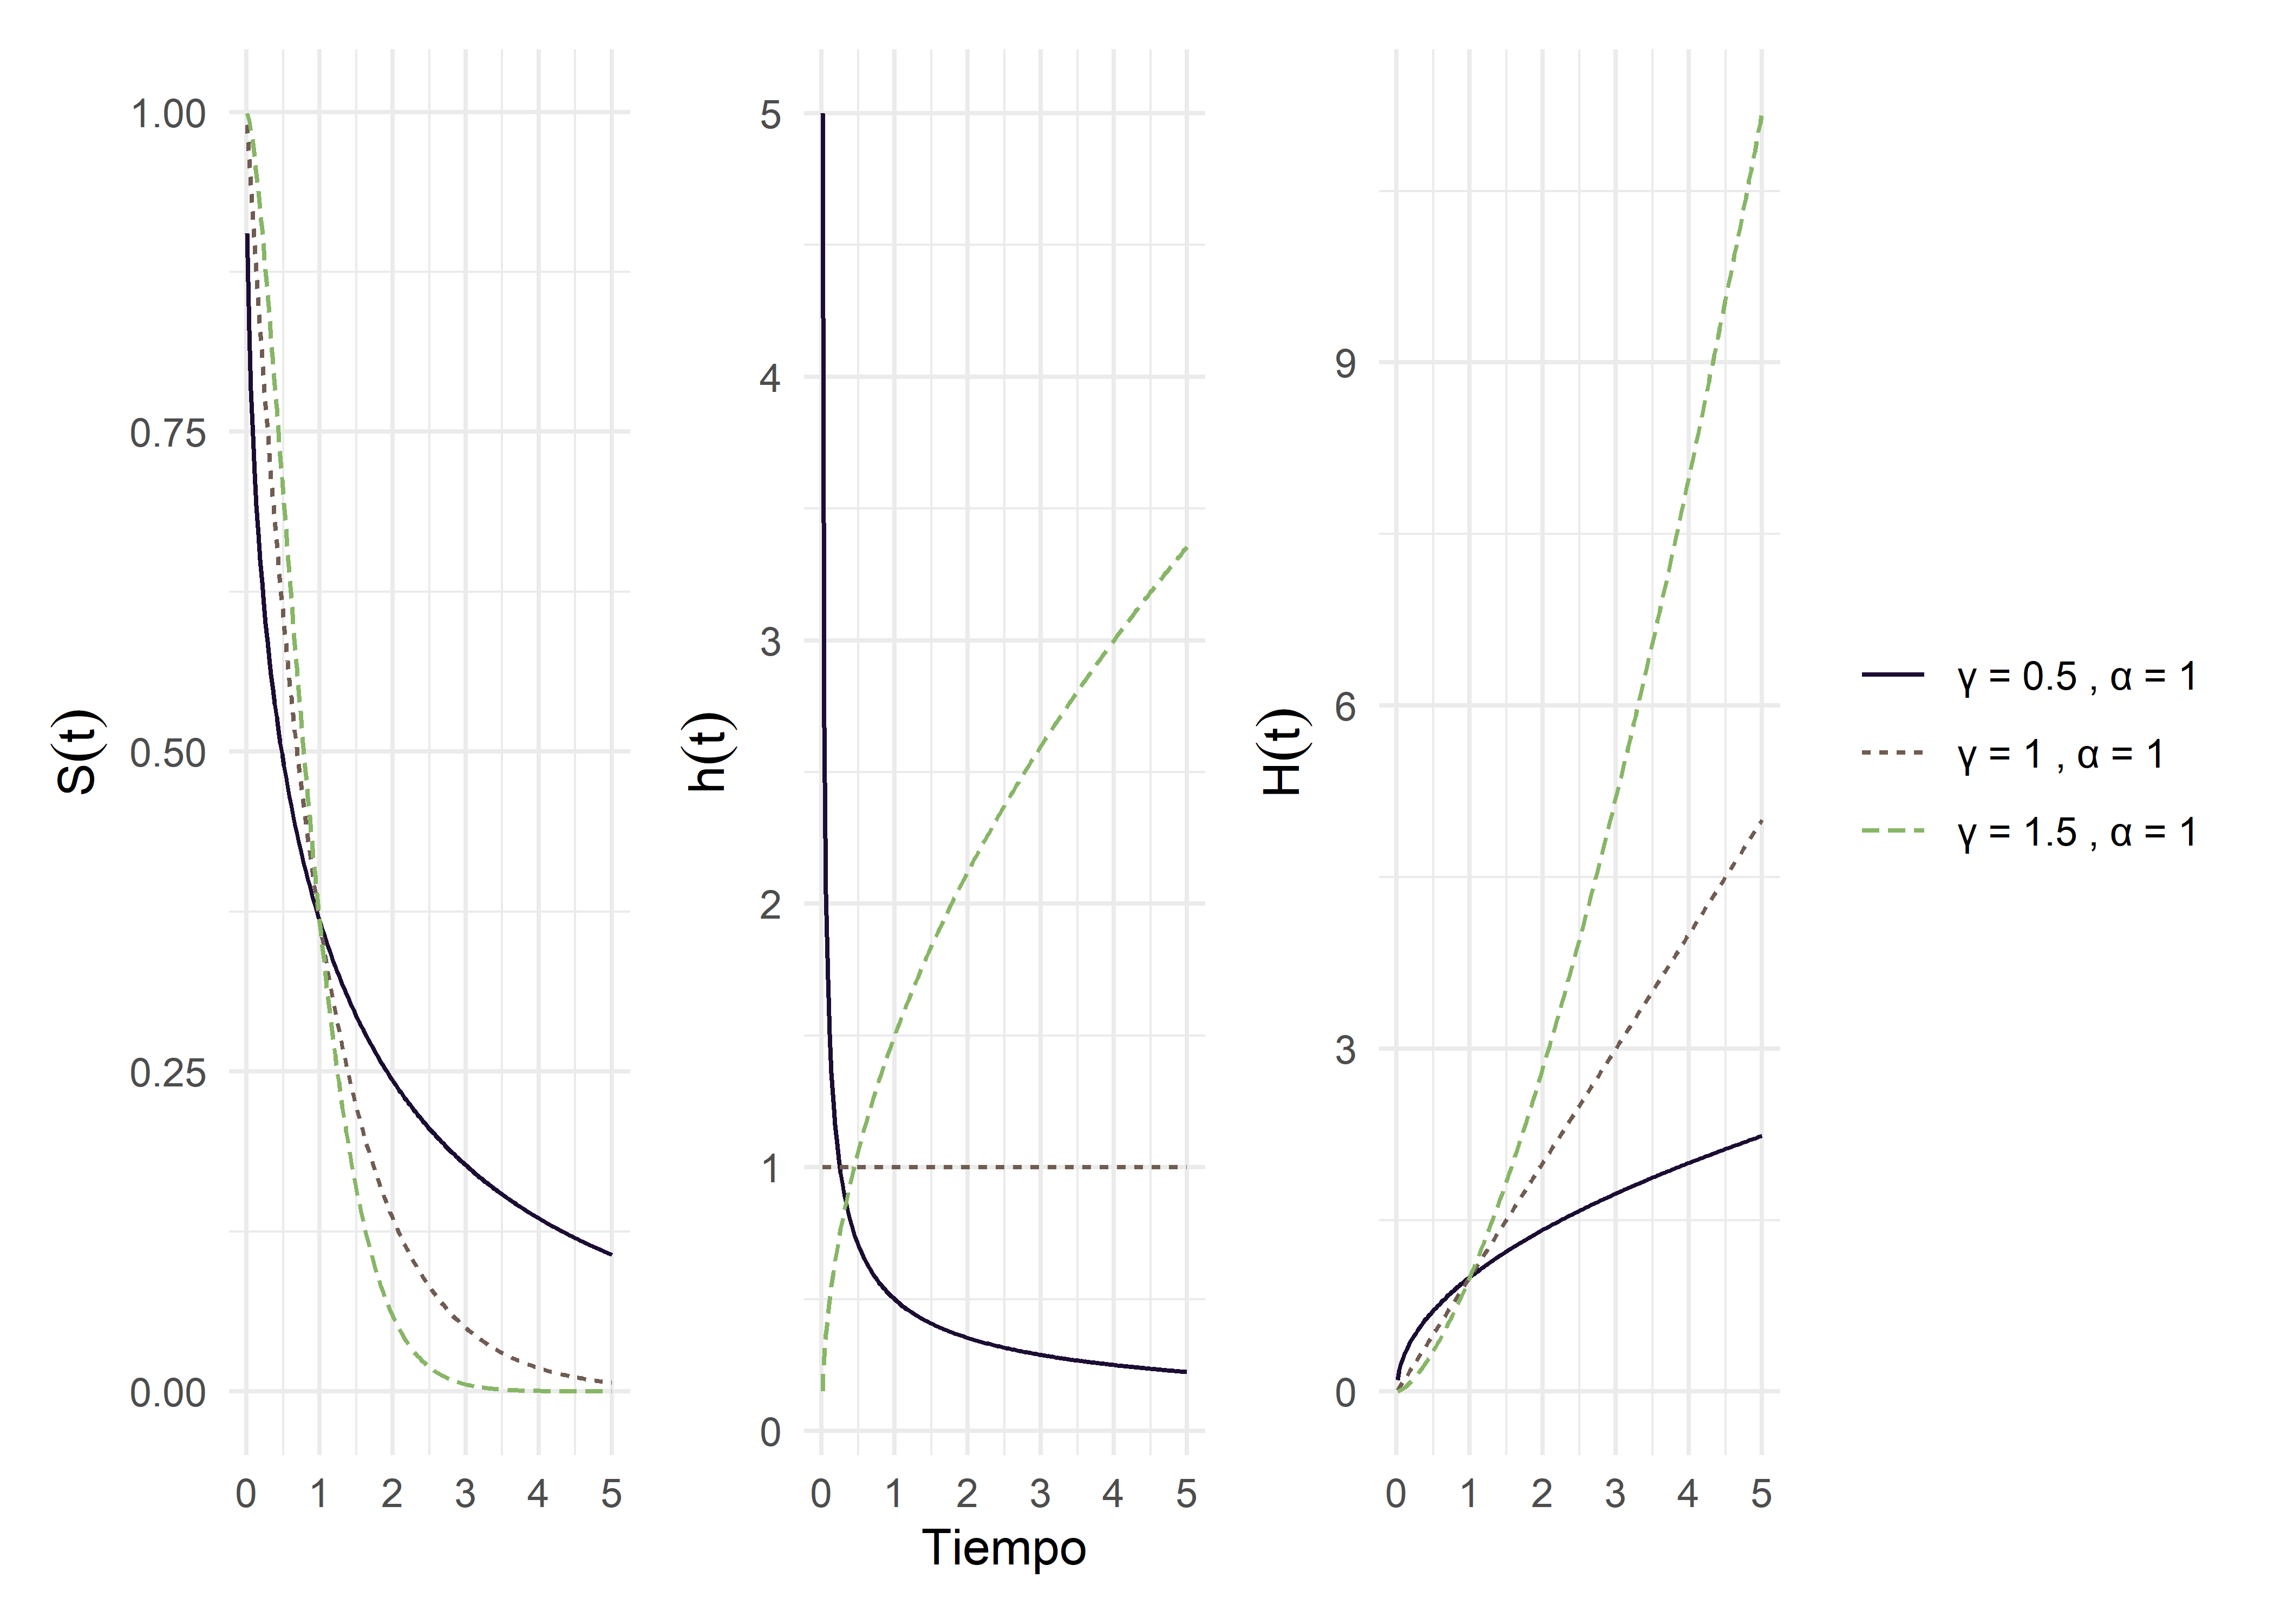 S(t)
1.00
0.75
0.50
0.25
0.00
0 1 2 3 4 5
h(t)
5
4
3
2
1
0
0 1 2 3 4 5
Tiempo
H(t)
9
6
3
0
0 1 2 3 4 5
γ = 0.5 , α = 1
γ = 1 , α = 1
γ = 1.5 , α = 1